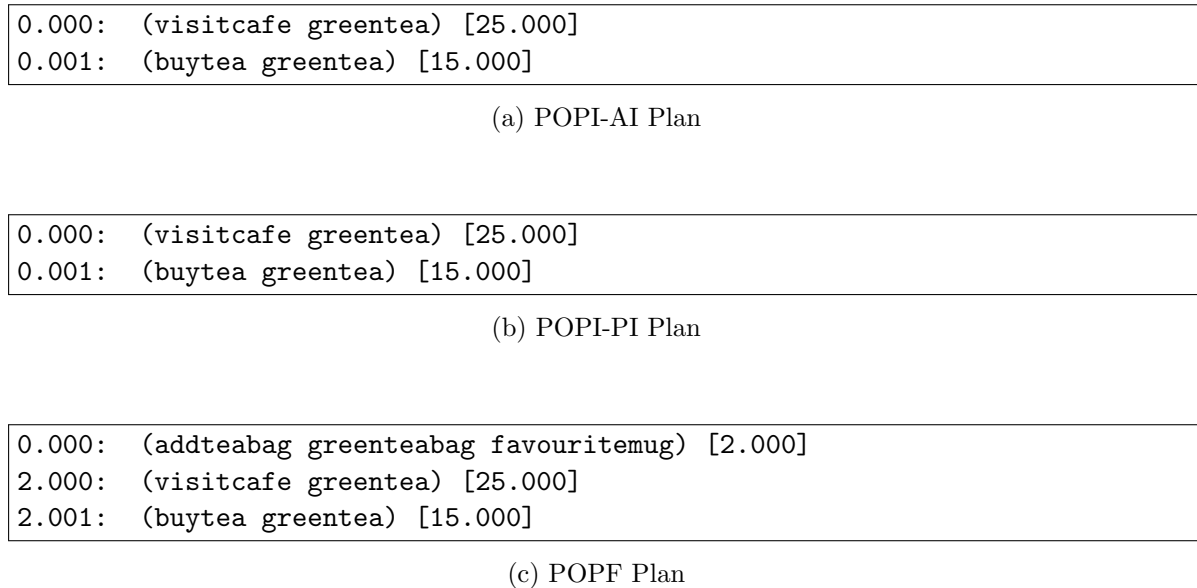 0.000: (visitcafe greentea) [25.000]
0.001: (buytea greentea) [15.000]
(a) POPI-AI Plan
0.000: (visitcafe greentea) [25.000]
0.001: (buytea greentea) [15.000]
(b) POPI-PI Plan
0.000: (addteabag greenteabag favouritemug) [2.000]
2.000: (visitcafe greentea) [25.000]
2.001: (buytea greentea) [15.000]
(c) POPF Plan